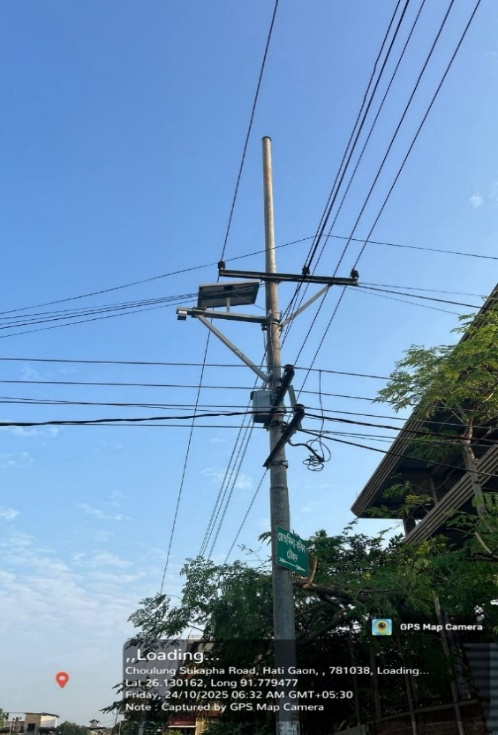 GPS Map Camera
,,Loading...
Choulung Sukapha Road, Hati Gaon, , 781038, Loading...
Lat 26.130162, Long 91.779477
Friday, 24/10/2025 06:32 AM GMT+05:30
Note : Captured by GPS Map Camera